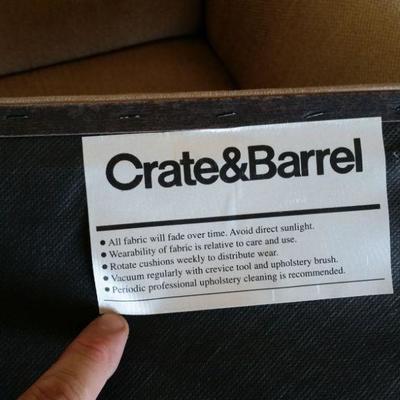 Crate&Barrel
• All fabric will fade over time. Avoid direct sunlight.
• Wearability of fabric is relative to care and use.
• Rotate cushions weekly to distribute wear.
• Vacuum regularly with crevice tool and upholstery brush.
• Periodic professional upholstery cleaning is recommended.